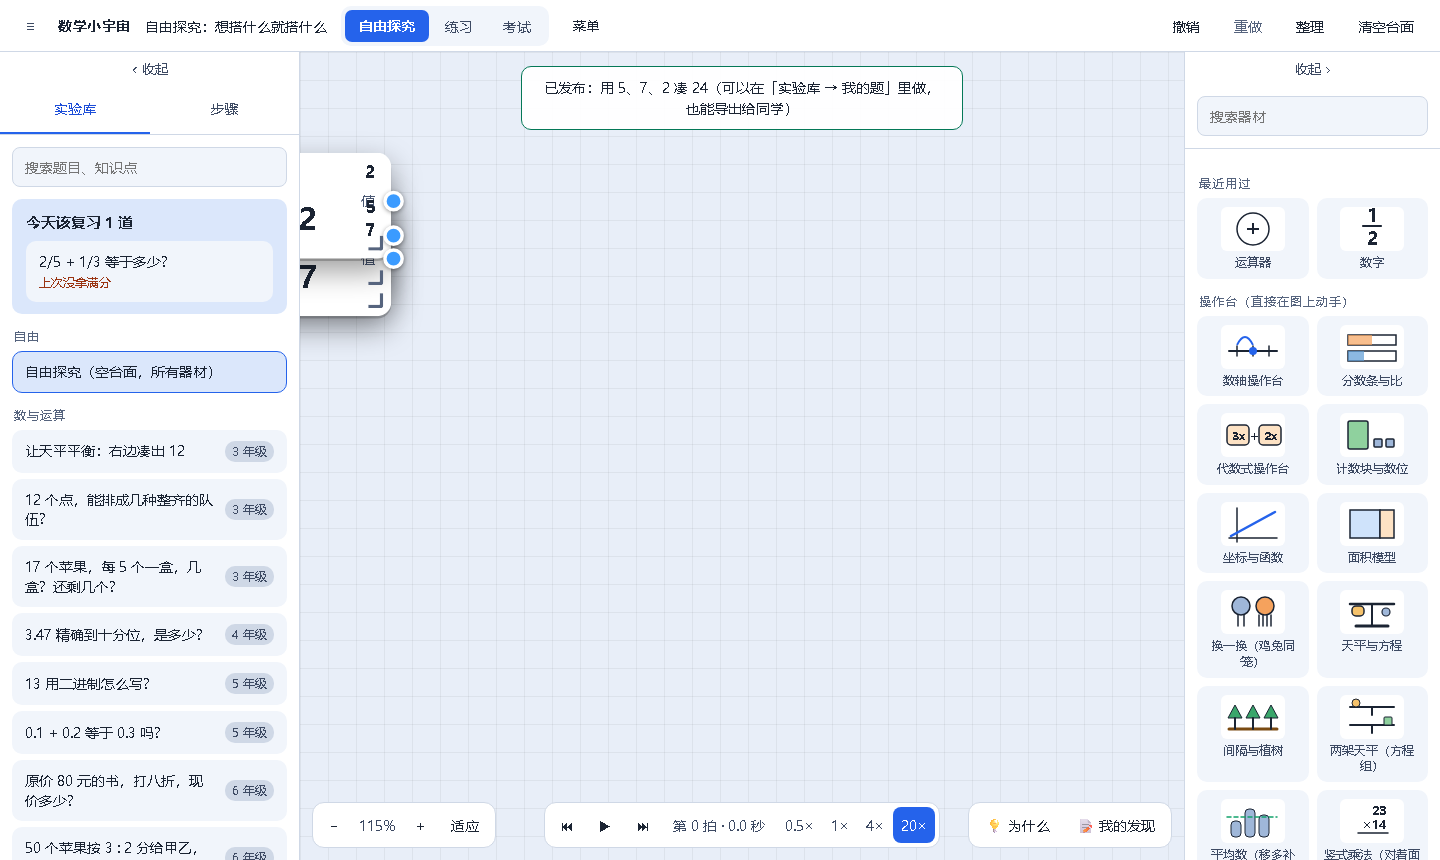 ≡ 数学小宇宙 自由探究：想搭什么就搭什么 自由探究 练习 考试 菜单 撤销 重做 整理 清空台面
‹ 收起
实验库 步骤
搜索题目、知识点
今天该复习 1 道
2/5 + 1/3 等于多少？
上次没拿满分
自由
自由探究（空台面，所有器材）
数与运算
让天平平衡：右边凑出 12 3 年级
12 个点，能排成几种整齐的队
伍？ 3 年级
17 个苹果，每 5 个一盒，几
盒？还剩几个？ 3 年级
3.47 精确到十分位，是多少？ 4 年级
13 用二进制怎么写？ 5 年级
0.1 + 0.2 等于 0.3 吗？ 5 年级
原价 80 元的书，打八折，现
价多少？ 6 年级
50 个苹果按 3 : 2 分给甲乙， 6 年级
已发布：用 5、7、2 凑 24（可以在「实验库 → 我的题」里做，
也能导出给同学）
2
值
5
2
7
值
7
− 115% + 适应
⏮ ▶ ⏭ 第 0 拍 · 0.0 秒 0.5× 1× 4× 20×
为什么 我的发现
收起 ›
搜索器材
最近用过
1
2
运算器 数字
操作台（直接在图上动手）
数轴操作台 分数条与比
3x + 2x
代数式操作台 计数块与数位
坐标与函数 面积模型
换一换（鸡兔同
笼） 天平与方程
间隔与植树 两架天平（方程
组）
23
×14
平均数（移多补 竖式乘法（对着面